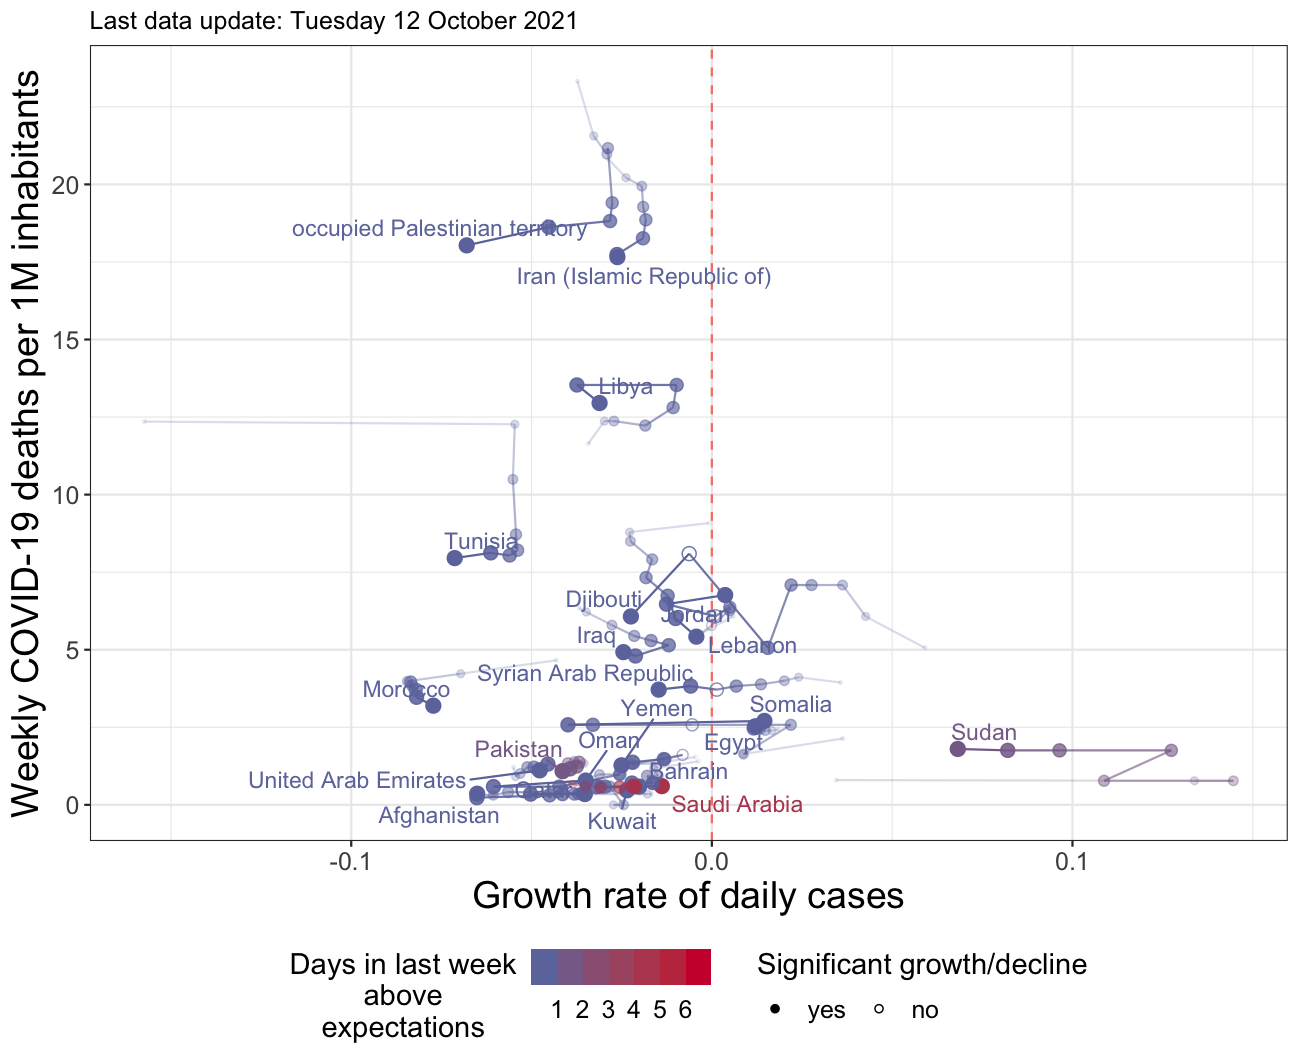 Last data update: Tuesday 12 October 2021
Weekly COVID-19 deaths per 1M inhabitants
20
15
10
5
0
occupied Palestinian territory
Iran (Islamic Republic of)
Libya
Tunisia
Djibouti
Jordan
Iraq
Lebanon
Syrian Arab Republic
Morocco
Yemen
Somalia
Sudan
Pakistan
Oman
Egypt
United Arab Emirates
Bahrain
Saudi Arabia
Afghanistan
Kuwait
-0.1
0.0
0.1
Growth rate of daily cases
Days in last week
above
expectations
1 2 3 4 5 6
Significant growth/decline
yes
no